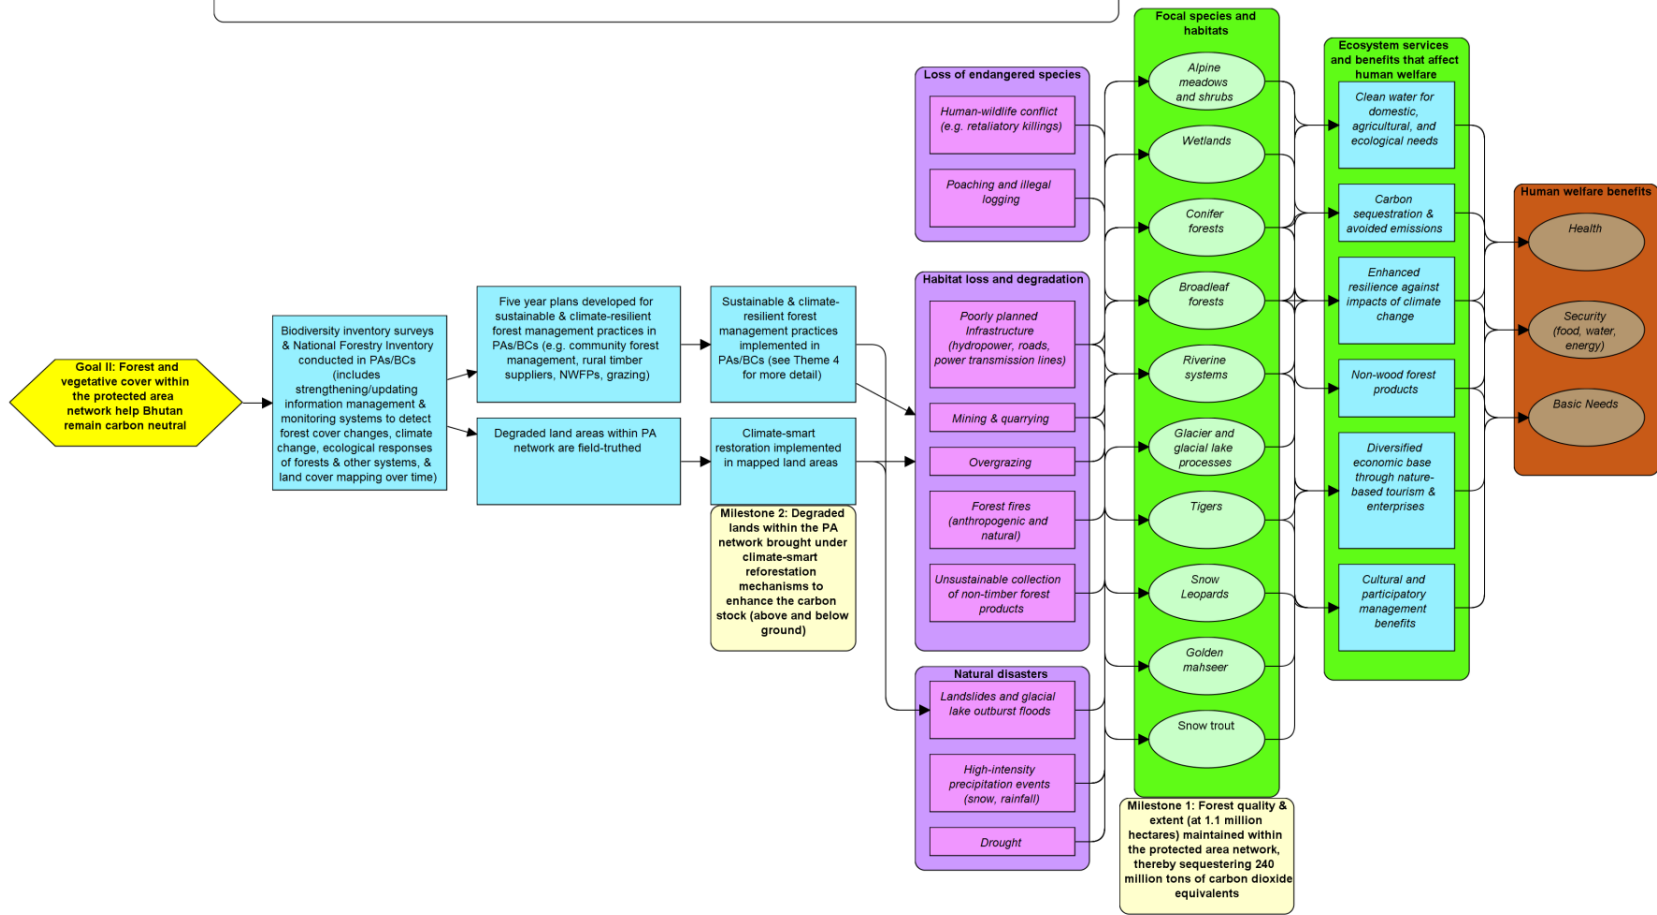 Goal II: Forest and
vegetative cover within
the protected area
network help Bhutan
remain carbon neutral
Biodiversity inventory surveys
& National Forestry Inventory
conducted in PAs/BCs
(includes
strengthening/updating
information management &
monitoring systems to detect
forest cover changes, climate
change, ecological responses
of forests & other systems, &
land cover mapping over time)
Five year plans developed for
sustainable & climate-resilient
forest management practices in
PAs/BCs (e.g. community forest
management, rural timber
suppliers, NWFPs, grazing)
Degraded land areas within PA
network are field-truthed
Sustainable & climate-
resilient forest
management practices
implemented in
PAs/BCs (see Theme 4
for more detail)
Climate-smart
restoration implemented
in mapped land areas
Milestone 2: Degraded
lands within the PA
network brought under
climate-smart
reforestation
mechanisms to
enhance the carbon
stock (above and below
ground)
Loss of endangered species
Human-wildlife conflict
(e.g. retaliatory killings)
Poaching and illegal
logging
Habitat loss and degradation
Poorly planned
Infrastructure
(hydropower, roads,
power transmission lines)
Mining & quarrying
Overgrazing
Forest fires
(anthropogenic and
natural)
Unsustainable collection
of non-timber forest
products
Natural disasters
Landslides and glacial
lake outburst floods
High-intensity
precipitation events
(snow, rainfall)
Drought
Focal species and
habitats
Alpine
meadows
and shrubs
Wetlands
Conifer
forests
Broadleaf
forests
Riverine
systems
Glacier and
glacial lake
processes
Tigers
Snow
Leopards
Golden
mahseer
Snow trout
Milestone 1: Forest quality &
extent (at 1.1 million
hectares) maintained within
the protected area network,
thereby sequestering 240
million tons of carbon dioxide
equivalents
Ecosystem services
and benefits that affect
human welfare
Clean water for
domestic,
agricultural, and
ecological needs
Carbon
sequestration &
avoided emissions
Enhanced
resilience against
impacts of climate
change
Non-wood forest
products
Diversified
economic base
through nature-
based tourism &
enterprises
Cultural and
participatory
management
benefits
Human welfare benefits
Health
Security
(food, water,
energy)
Basic Needs